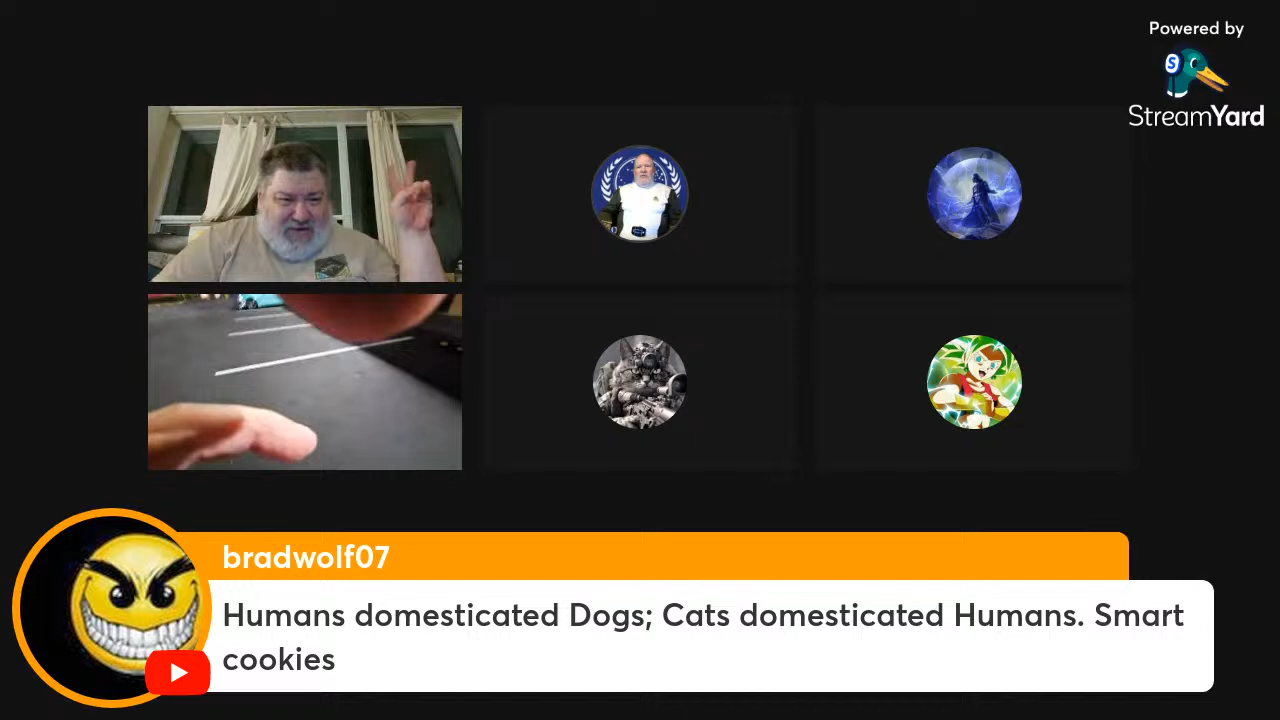 Powered by
S
StreamYard
bradwolf07
Humans domesticated Dogs; Cats domesticated Humans. Smart
cookies